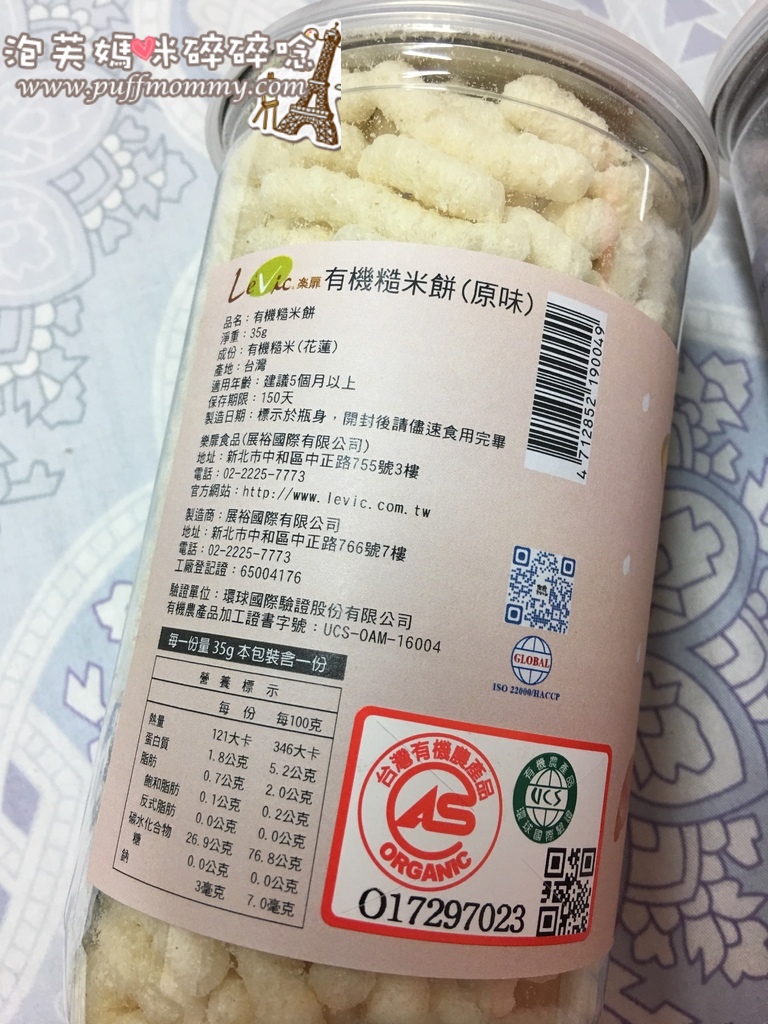 泡芙媽咪碎碎唸
www.puffmommy.com
LeVic 樂扉 有機糙米餅(原味)
品名：有機糙米餅
淨重：35g
成份：有機糙米(花蓮)
產地：台灣
適用年齡：建議5個月以上
保存期限：150天
製造日期：標示於瓶身，開封後請儘速食用完畢
樂扉食品(展裕國際有限公司)
地址：新北市中和區中正路755號3樓
電話：02-2225-7773
官方網站：http://www.levic.com.tw
製造商：展裕國際有限公司
地址：新北市中和區中正路766號7樓
電話：02-2225-7773
工廠登記證：65004176
驗證單位：環球國際驗證股份有限公司
有機農產品加工證書字號：UCS-OAM-16004
4 712852 190049
GLOBAL
ISO 22000/HACCP
每一份量 35g 本包裝含一份
營養標示
每份 每100克
熱量 121大卡 346大卡
蛋白質 1.8公克 5.2公克
脂肪 0.7公克 2.0公克
飽和脂肪 0.1公克 0.2公克
反式脂肪 0.0公克 0.0公克
碳水化合物 26.9公克 76.8公克
糖 0.0公克 0.0公克
鈉 3毫克 7.0毫克
台灣有機農產品
CAS
ORGANIC
有機農產品
UCS
環球國際驗證
017297023